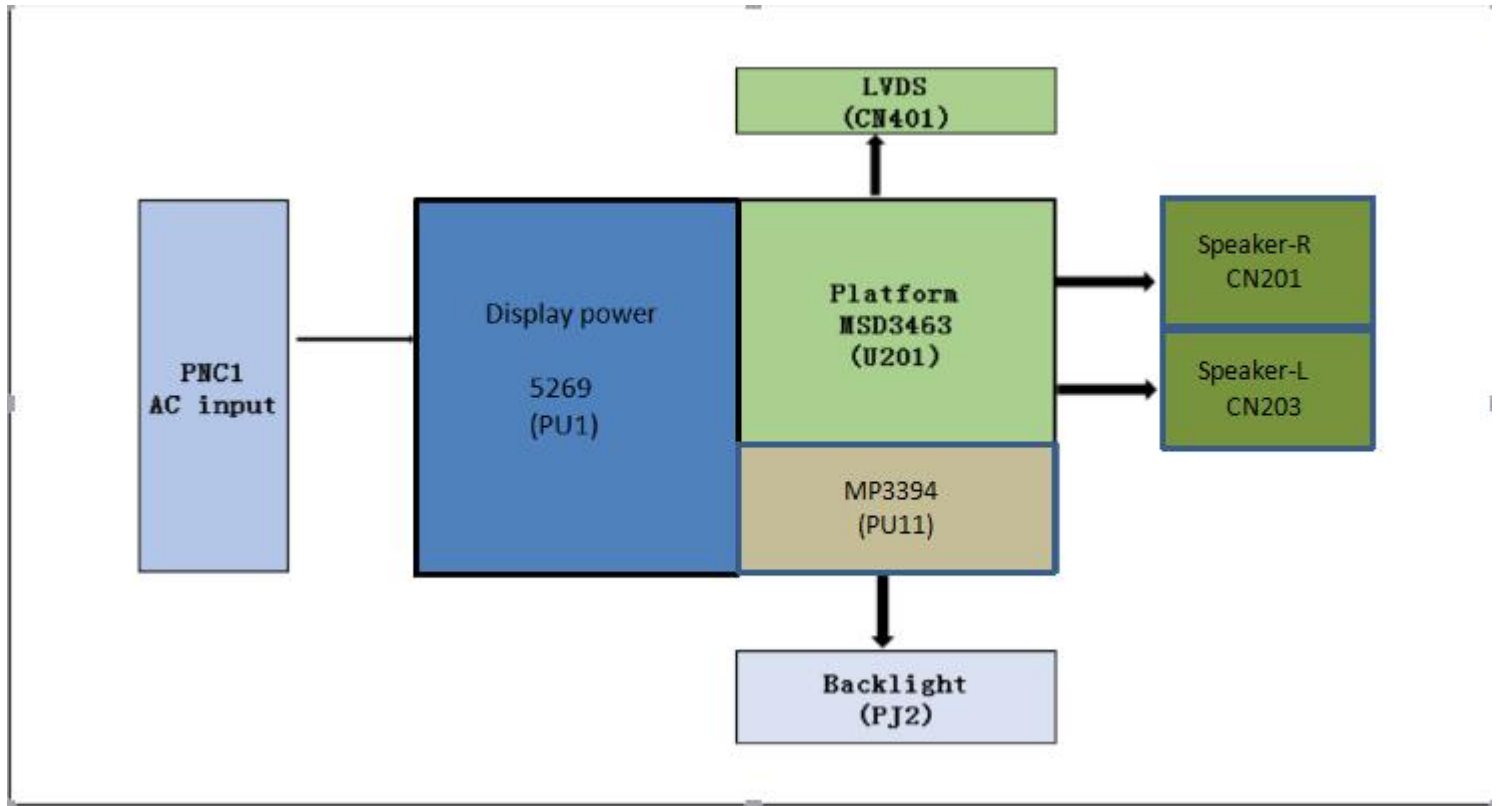 LVDS
(CN401)
PNC1
AC input
Display power
5269
(PU1)
Platform
MSD3463
(U201)
Speaker-R
CN201
Speaker-L
CN203
MP3394
(PU11)
Backlight
(PJ2)